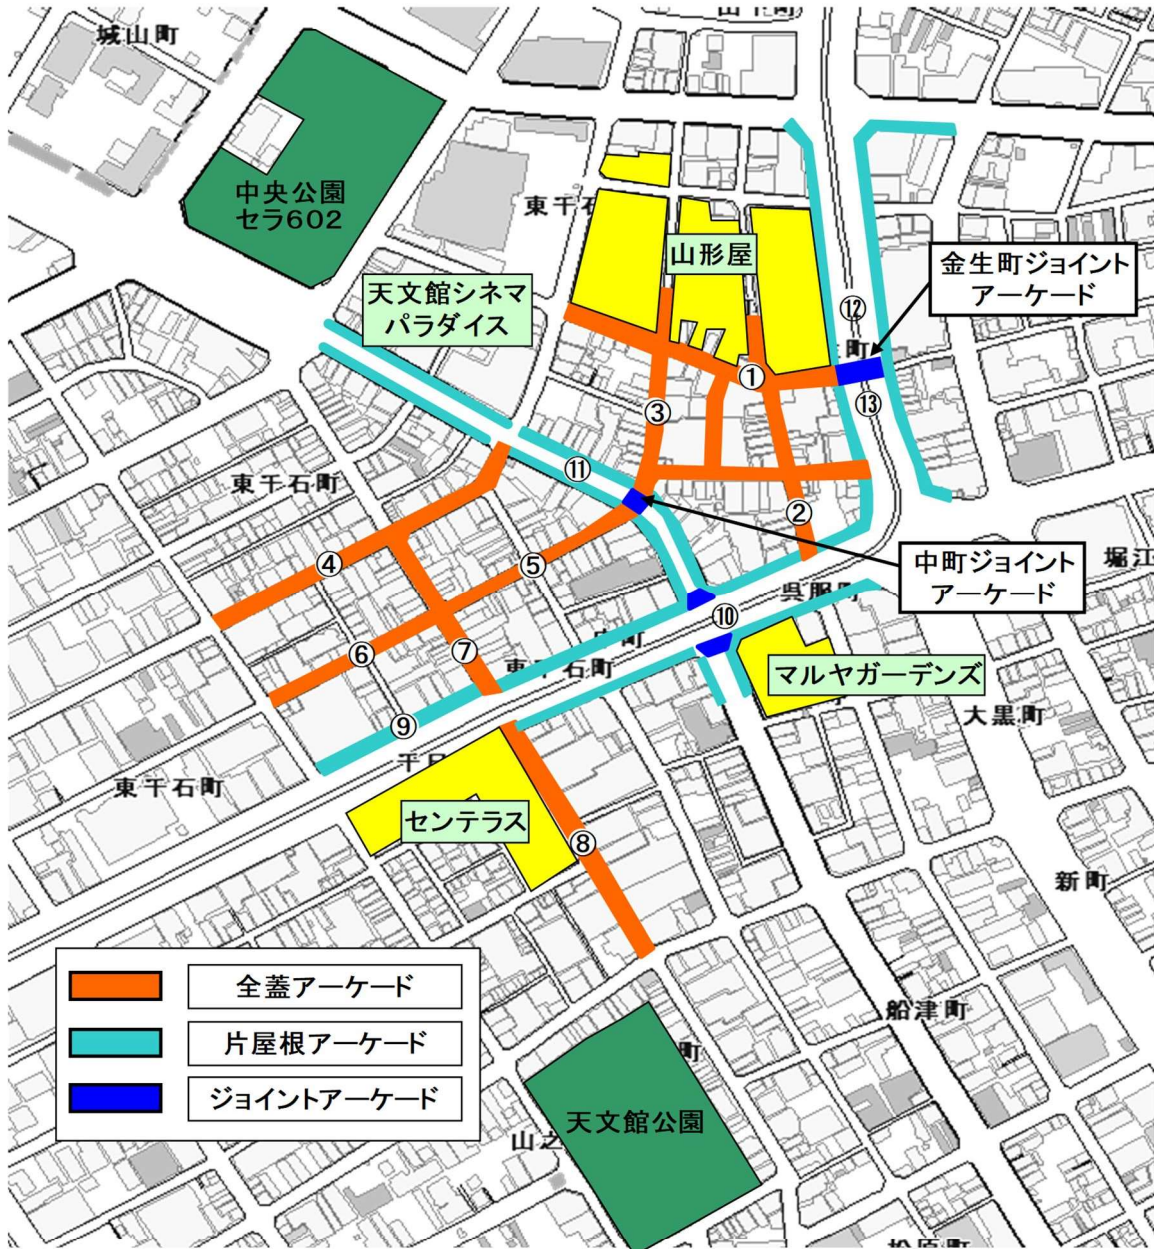 城山町
中央公園
セラ602
東千石
山形屋
天文館シネマ
パラダイス
金生町ジョイント
アーケード
⑫
町
①
⑬
③
⑪
東千石町
②
④
⑤
中町ジョイント
アーケード
堀江
呉服町
⑩
中町
⑥
⑦
東千石町
マルヤガーデンズ
大黒町
⑨
東千石町
千日
センテラス
⑧
新町
全蓋アーケード
片屋根アーケード
ジョイントアーケード
船津町
町
天文館公園
山之